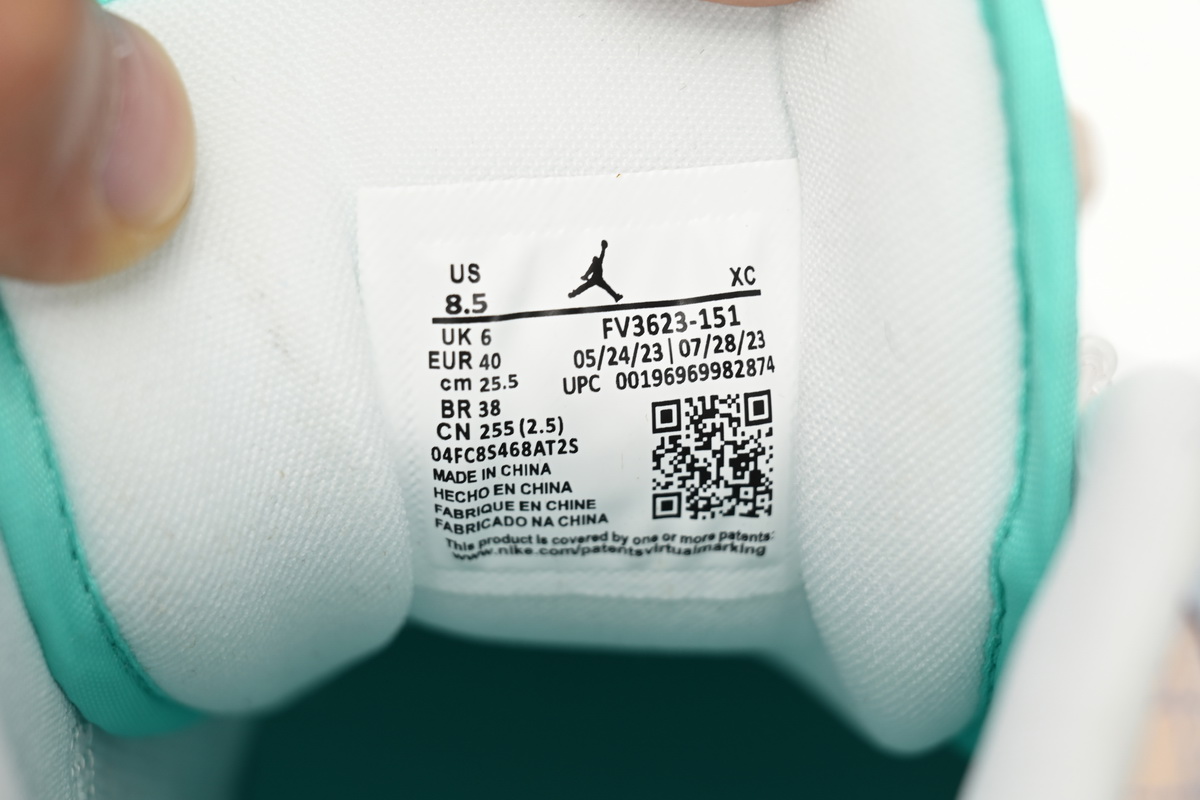 US
8.5
XC
UK 6
EUR 40
cm 25.5
BR 38
CN 255 (2.5)
04FC85468AT2S
MADE IN CHINA
HECHO EN CHINA
FABRIQUE EN CHINE
FABRICADO NA CHINA
FV3623-151
05/24/23 | 07/28/23
UPC 00196969982874
This product is covered by one or more patents:
www.nike.com/patentsvirtualmarking